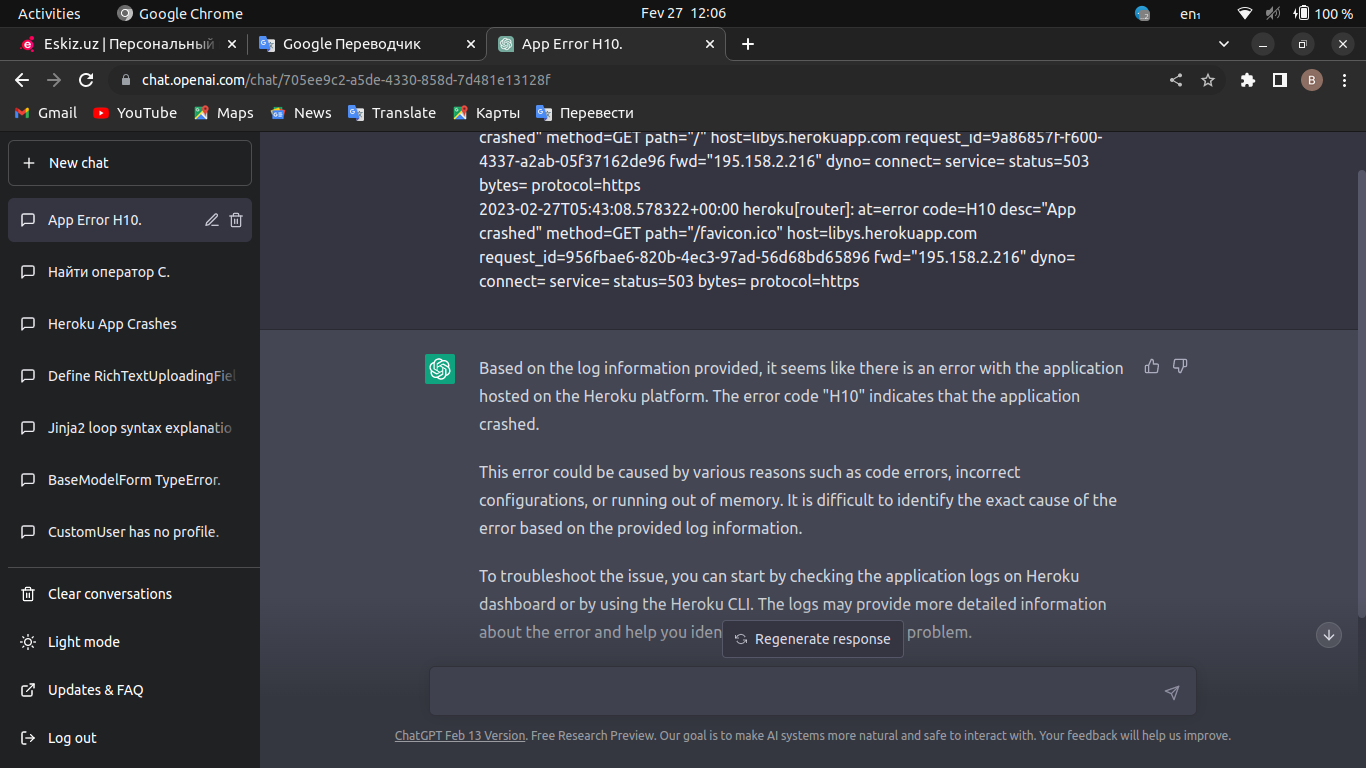 Activities
Google Chrome
Fev 27 12:06
en₁
100 %
Eskiz.uz | Персональный
Google Переводчик
App Error H10.
chat.openai.com/chat/705ee9c2-a5de-4330-858d-7d481e13128f
B
Gmail
YouTube
Maps
News
Translate
Карты
Перевести
New chat
App Error H10.
Найти оператор C.
Heroku App Crashes
Define RichTextUploadingFiel
Jinja2 loop syntax explanatio
BaseModelForm TypeError.
CustomUser has no profile.
Clear conversations
Light mode
Updates & FAQ
Log out
crashed" method=GET path="/" host=libys.herokuapp.com request_id=9a86857f-f600-
4337-a2ab-05f37162de96 fwd="195.158.2.216" dyno= connect= service= status=503
bytes= protocol=https
2023-02-27T05:43:08.578322+00:00 heroku[router]: at=error code=H10 desc="App
crashed" method=GET path="/favicon.ico" host=libys.herokuapp.com
request_id=956fbae6-820b-4ec3-97ad-56d68bd65896 fwd="195.158.2.216" dyno=
connect= service= status=503 bytes= protocol=https
Based on the log information provided, it seems like there is an error with the application
hosted on the Heroku platform. The error code "H10" indicates that the application
crashed.
This error could be caused by various reasons such as code errors, incorrect
configurations, or running out of memory. It is difficult to identify the exact cause of the
error based on the provided log information.
To troubleshoot the issue, you can start by checking the application logs on Heroku
dashboard or by using the Heroku CLI. The logs may provide more detailed information
about the error and help you iden problem.
Regenerate response
ChatGPT Feb 13 Version. Free Research Preview. Our goal is to make AI systems more natural and safe to interact with. Your feedback will help us improve.